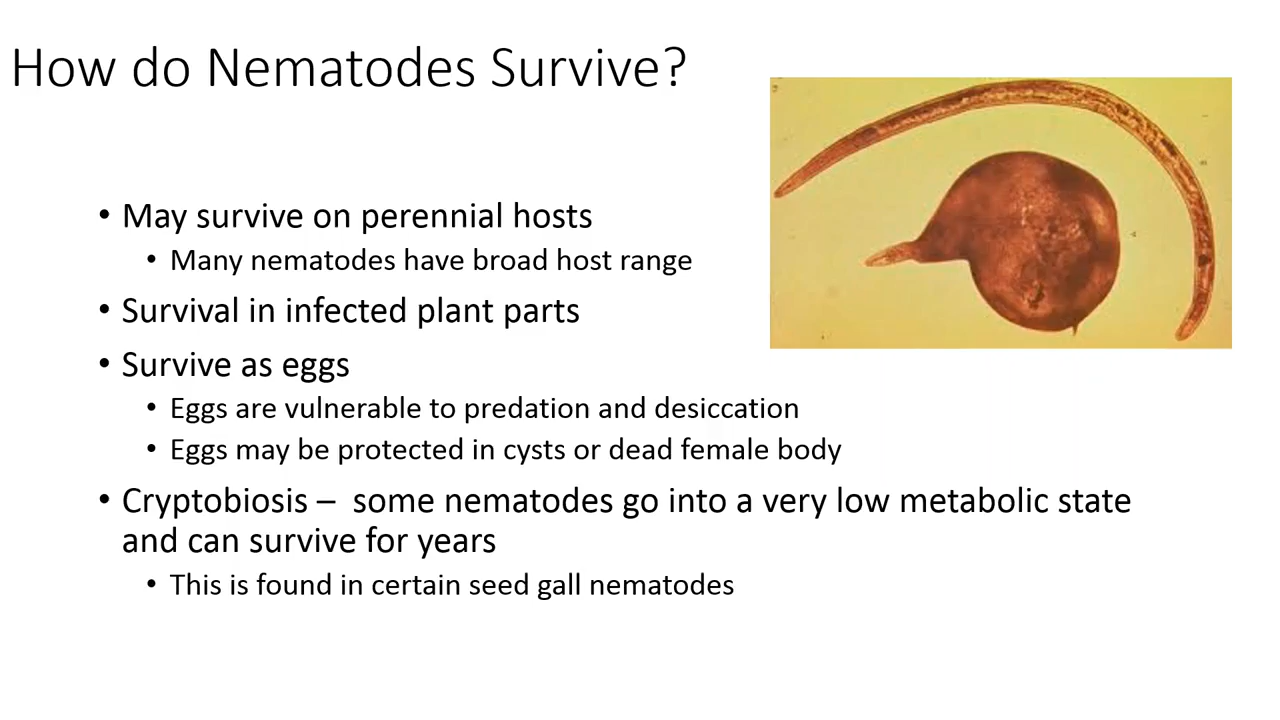 How do Nematodes Survive?
• May survive on perennial hosts
• Many nematodes have broad host range
• Survival in infected plant parts
• Survive as eggs
• Eggs are vulnerable to predation and desiccation
• Eggs may be protected in cysts or dead female body
• Cryptobiosis –  some nematodes go into a very low metabolic state
and can survive for years
• This is found in certain seed gall nematodes